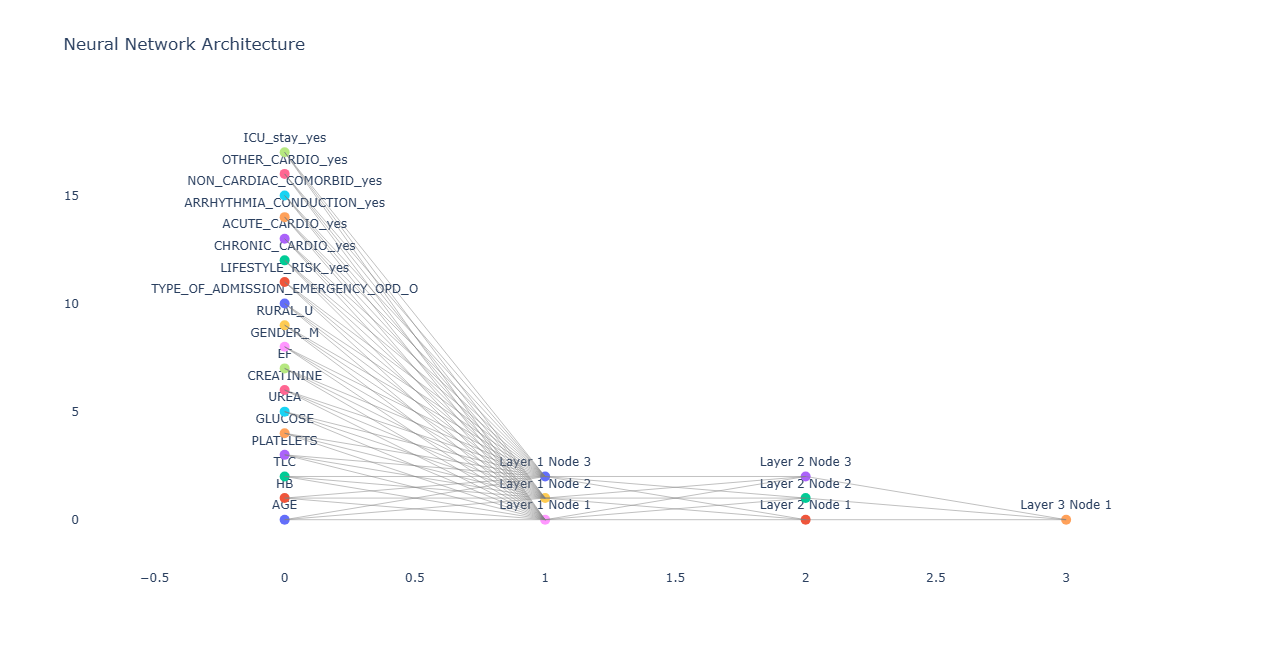 Neural Network Architecture
ICU_stay_yes
OTHER_CARDIO_yes
NON_CARDIAC_COMORBID_yes
15
ARRHYTHMIA_CONDUCTION_yes
ACUTE_CARDIO_yes
CHRONIC_CARDIO_yes
LIFESTYLE_RISK_yes
TYPE_OF_ADMISSION_EMERGENCY_OPD_O
10
RURAL_U
GENDER_M
EF
CREATININE
UREA
5
GLUCOSE
PLATELETS
TLC Layer 1 Node 3 Layer 2 Node 3
HB Layer 1 Node 2 Layer 2 Node 2
AGE Layer 1 Node 1 Layer 2 Node 1 Layer 3 Node 1
0
−0.5 0 0.5 1 1.5 2 2.5 3